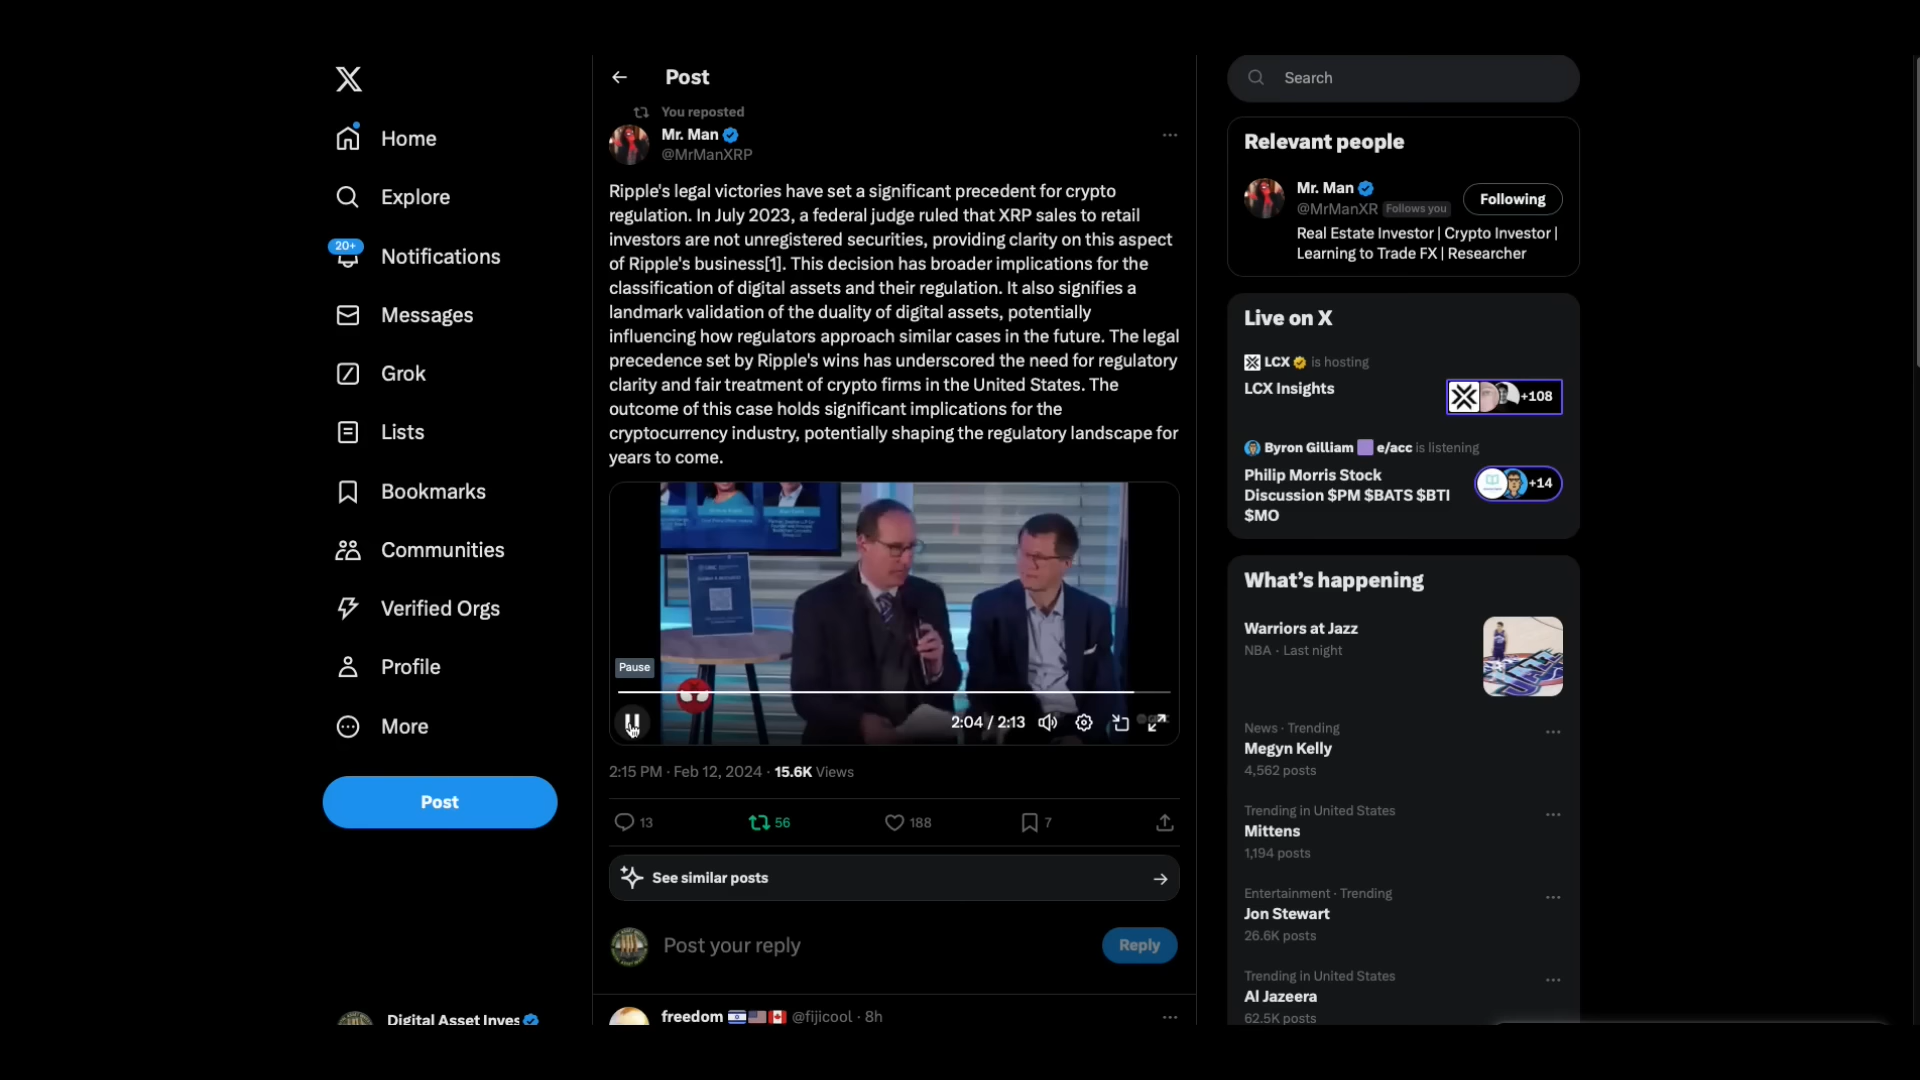 Home
Explore
20+
Notifications
Messages
Grok
Lists
Bookmarks
Communities
Verified Orgs
Profile
More
Post
Digital Asset Inves
Post
You reposted
Mr. Man
@MrManXRP
Ripple's legal victories have set a significant precedent for crypto
regulation. In July 2023, a federal judge ruled that XRP sales to retail
investors are not unregistered securities, providing clarity on this aspect
of Ripple's business[1]. This decision has broader implications for the
classification of digital assets and their regulation. It also signifies a
landmark validation of the duality of digital assets, potentially
influencing how regulators approach similar cases in the future. The legal
precedence set by Ripple's wins has underscored the need for regulatory
clarity and fair treatment of crypto firms in the United States. The
outcome of this case holds significant implications for the
cryptocurrency industry, potentially shaping the regulatory landscape for
years to come.
Pause
2:04 / 2:13
2:15 PM · Feb 12, 2024 · 15.6K Views
13 56 188 7
See similar posts
Post your reply
Reply
freedom @fijicool · 8h
Search
Relevant people
Mr. Man
@MrManXR Follows you
Following
Real Estate Investor | Crypto Investor |
Learning to Trade FX | Researcher
Live on X
LCX is hosting
LCX Insights
+108
Byron Gilliam e/acc is listening
Philip Morris Stock
Discussion $PM $BATS $BTI
$MO
+14
What's happening
Warriors at Jazz
NBA · Last night
News · Trending
Megyn Kelly
4,562 posts
Trending in United States
Mittens
1,194 posts
Entertainment · Trending
Jon Stewart
26.6K posts
Trending in United States
Al Jazeera
62.5K posts